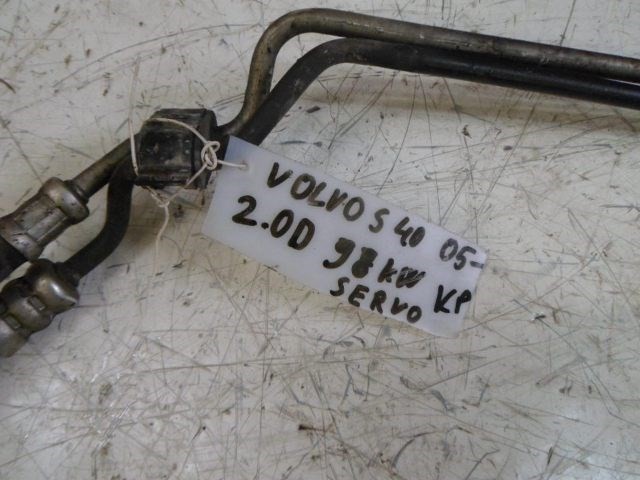 VOLVO S40 05-
2.0D 98kW KP
SERVO